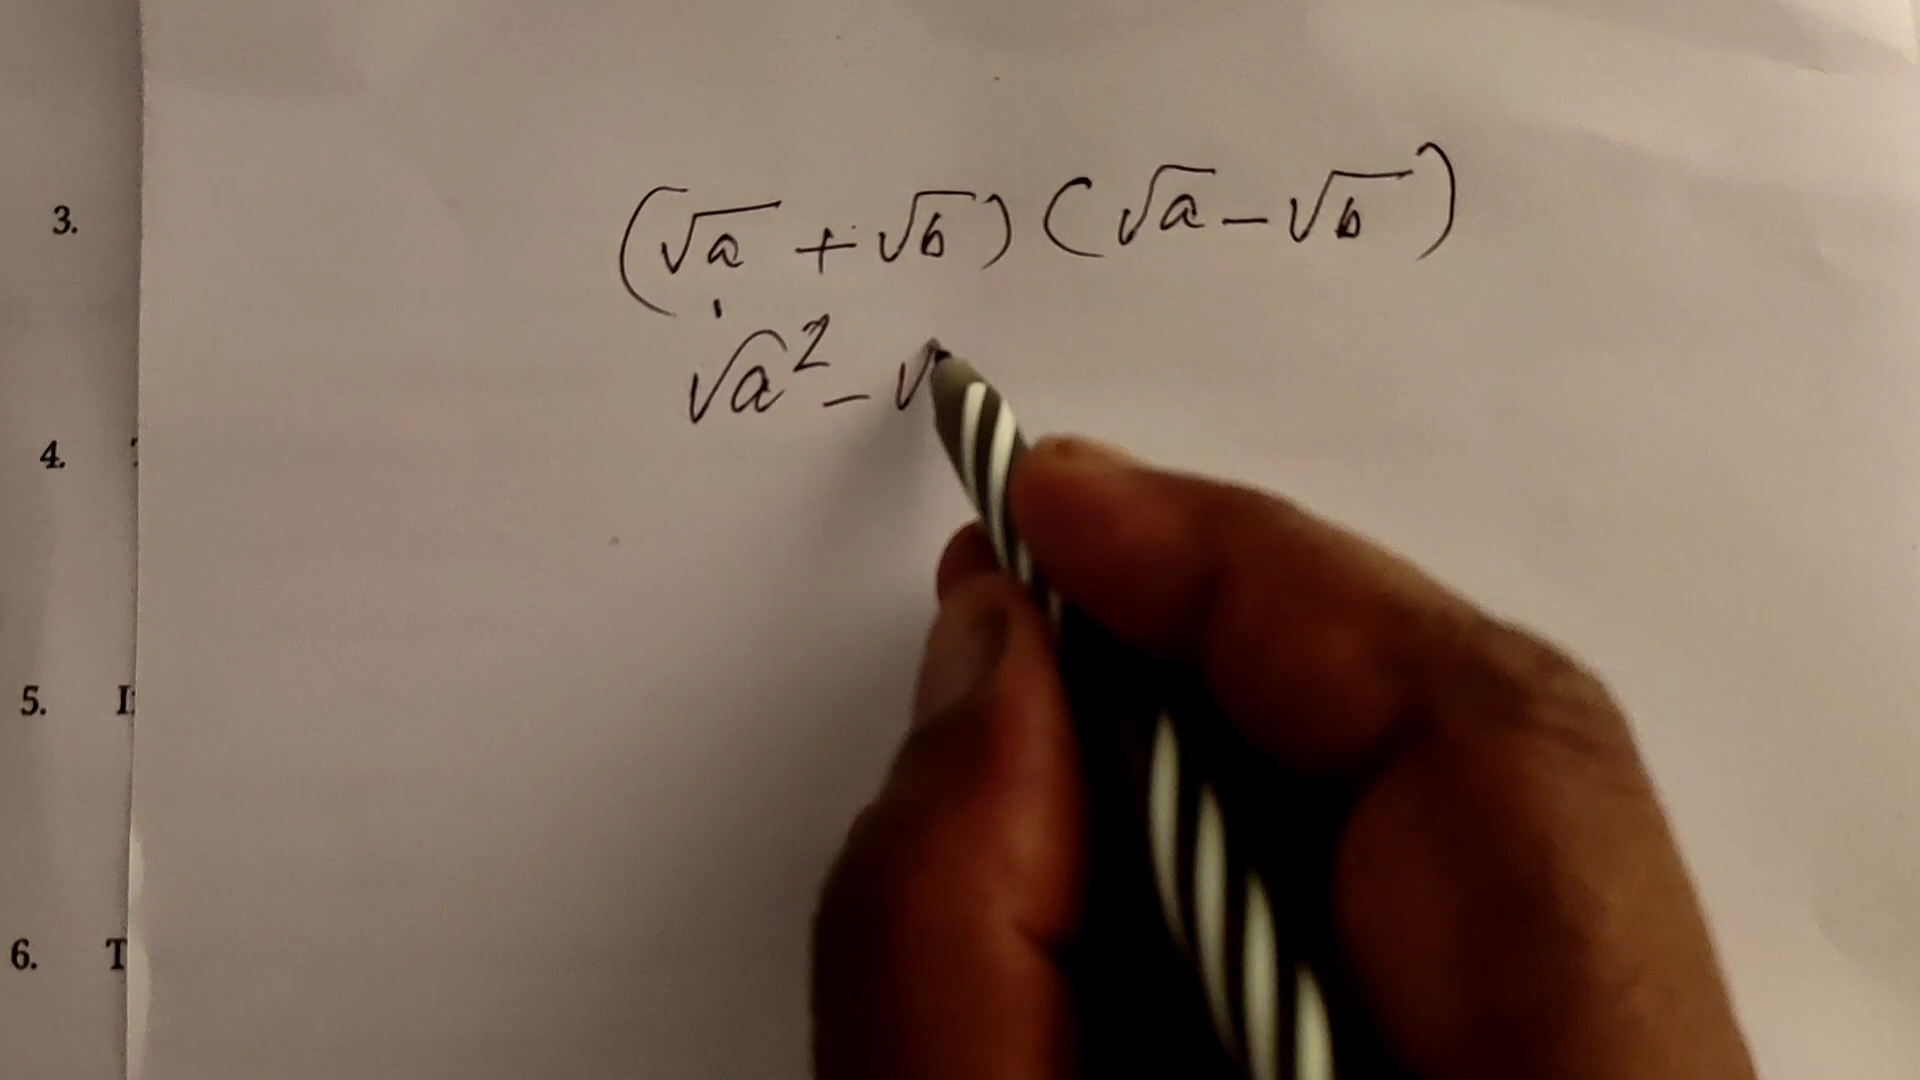 3.
(√a + √b) (√a - √b)
√a² - √
4.
5. I
6. T